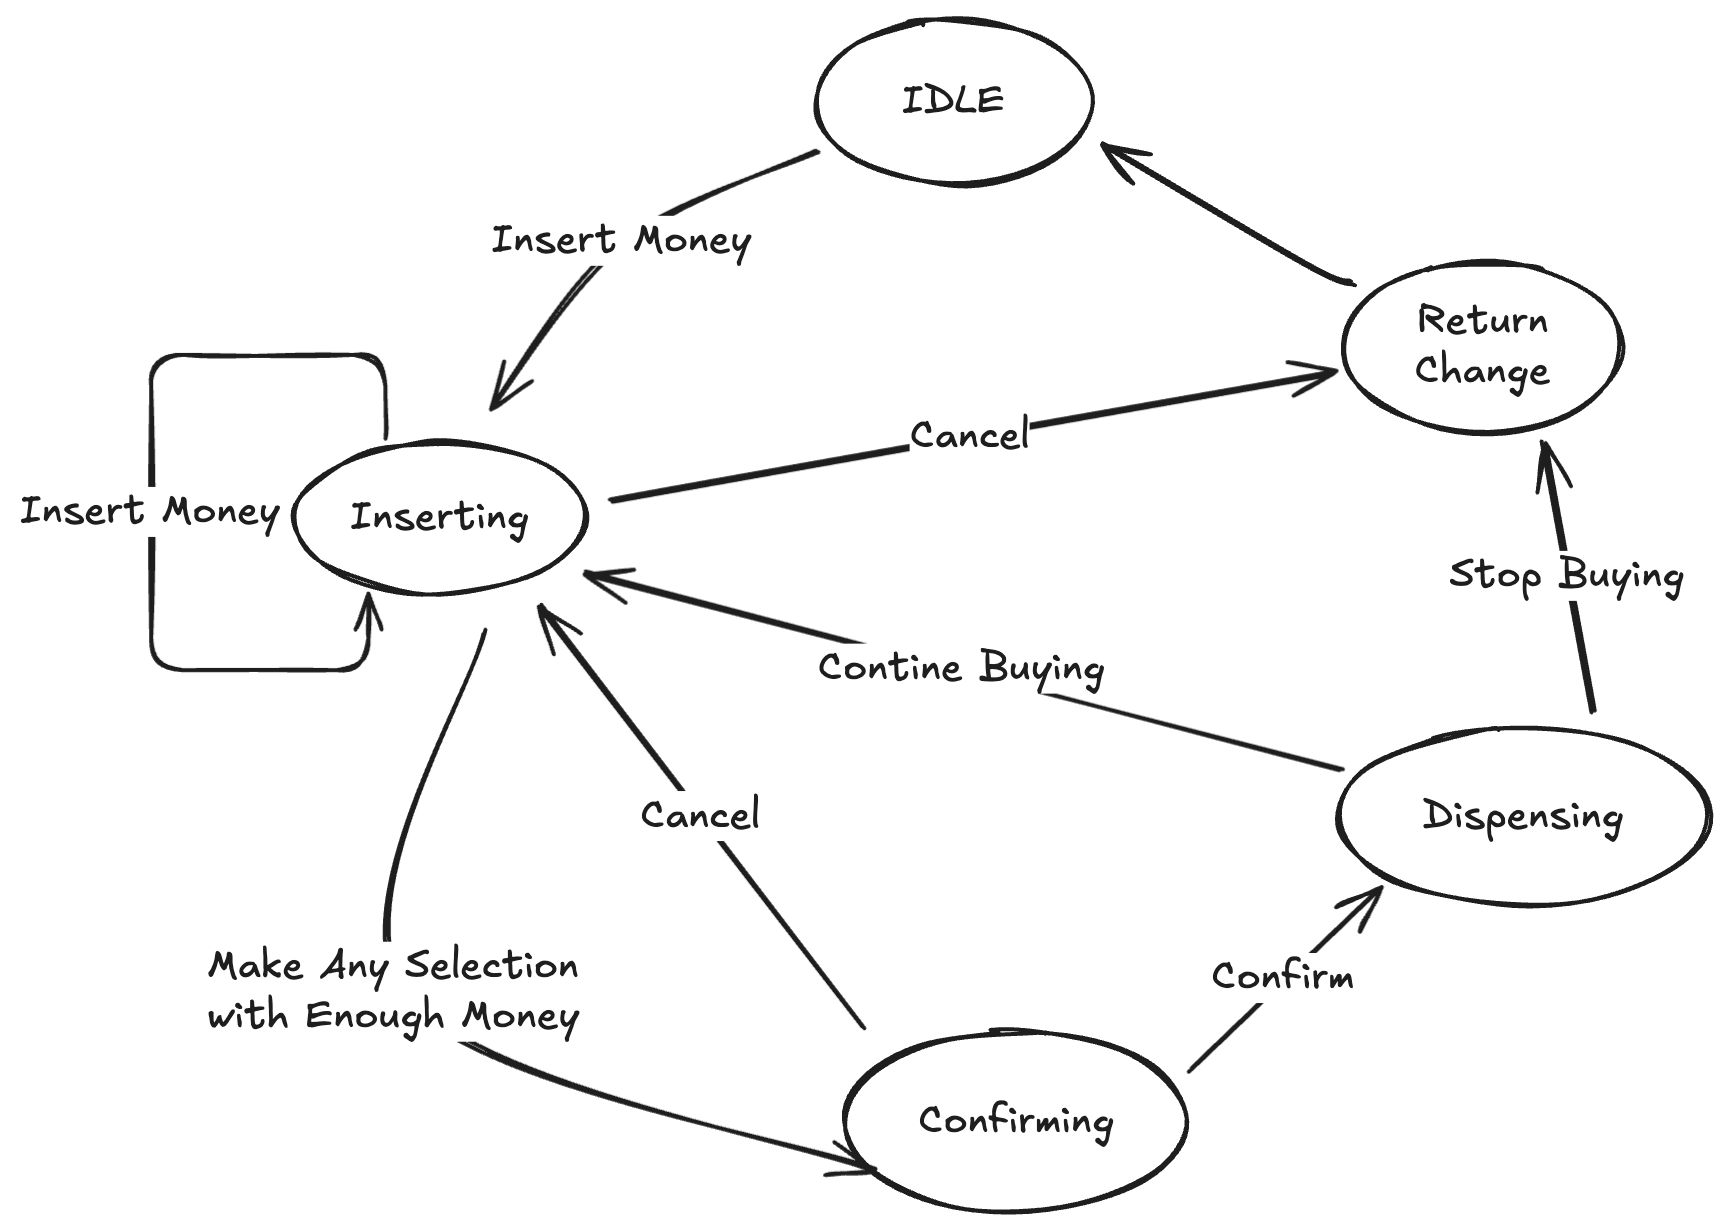 IDLE
Insert Money
Return
Change
Cancel
Insert Money
Inserting
Stop Buying
Contine Buying
Cancel
Dispensing
Make Any Selection
with Enough Money
Confirm
Confirming